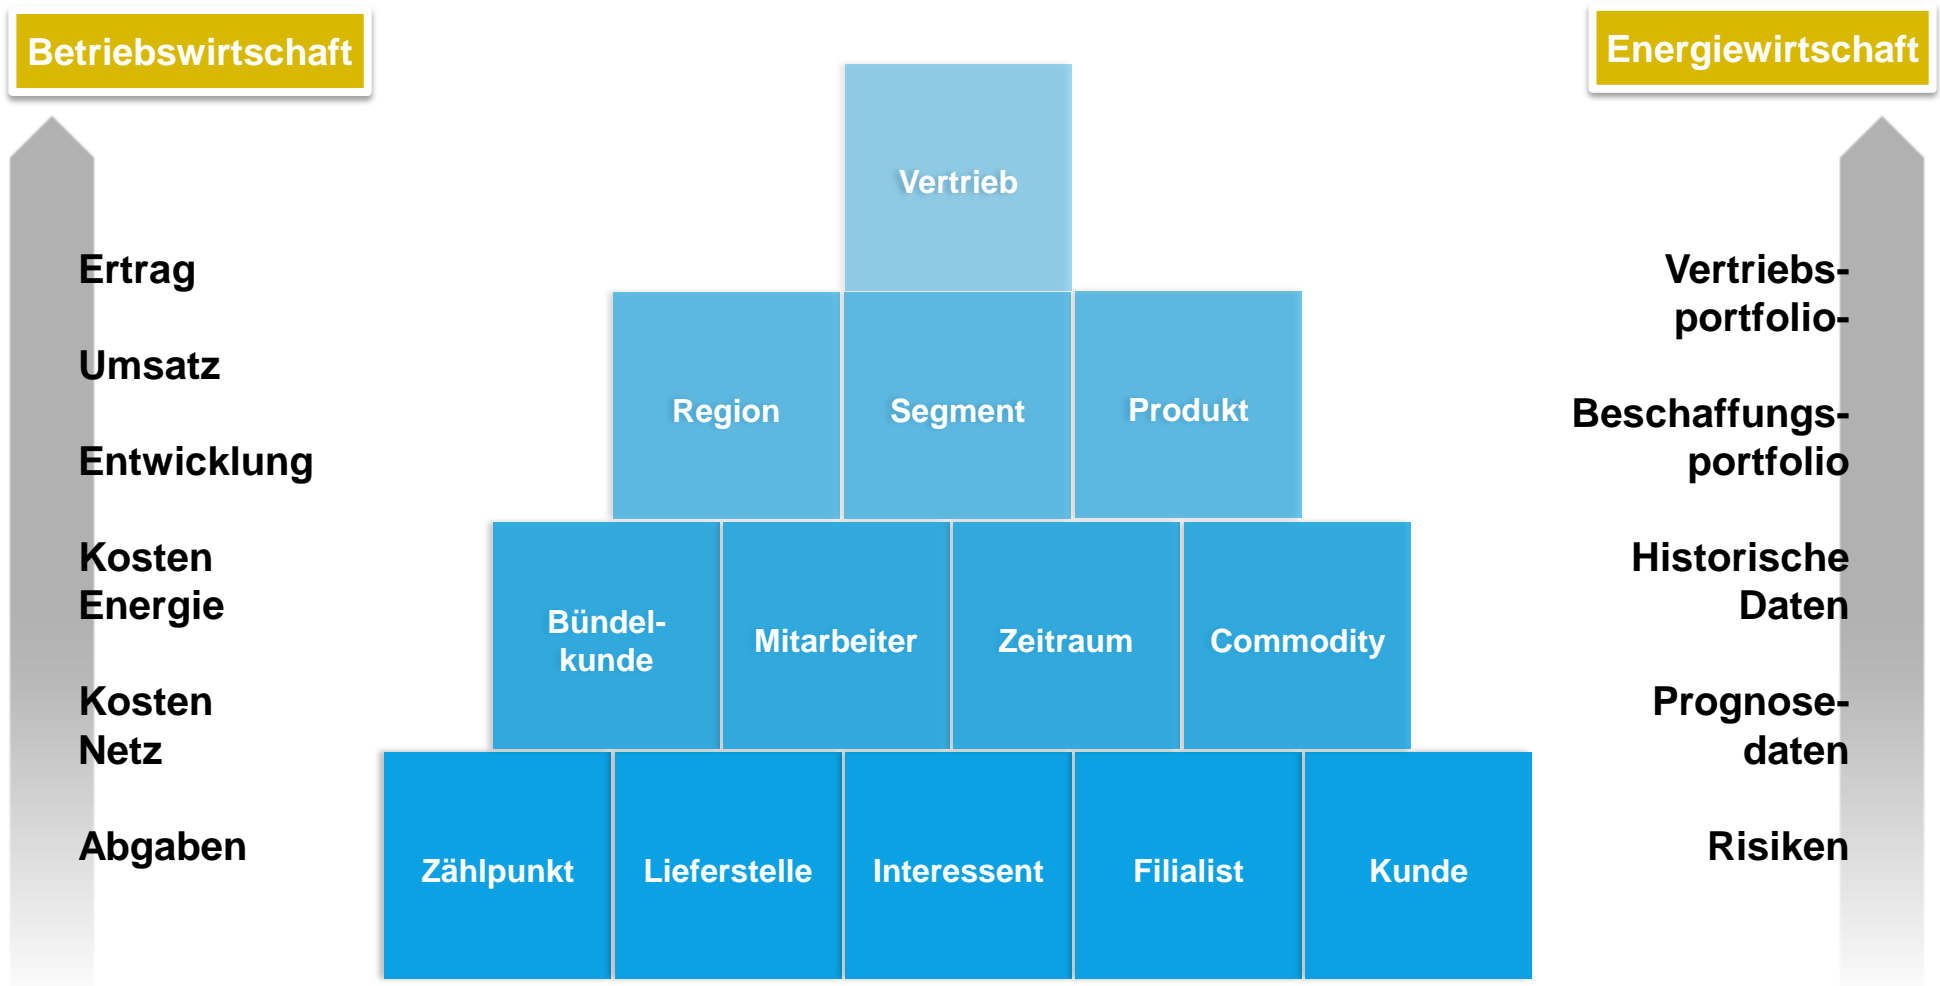 Betriebswirtschaft
Energiewirtschaft
Ertrag
Umsatz
Entwicklung
Kosten
Energie
Kosten
Netz
Abgaben
Vertrieb
Region
Segment
Produkt
Bündel-
kunde
Mitarbeiter
Zeitraum
Commodity
Zählpunkt
Lieferstelle
Interessent
Filialist
Kunde
Vertriebs-
portfolio-
Beschaffungs-
portfolio
Historische
Daten
Prognose-
daten
Risiken